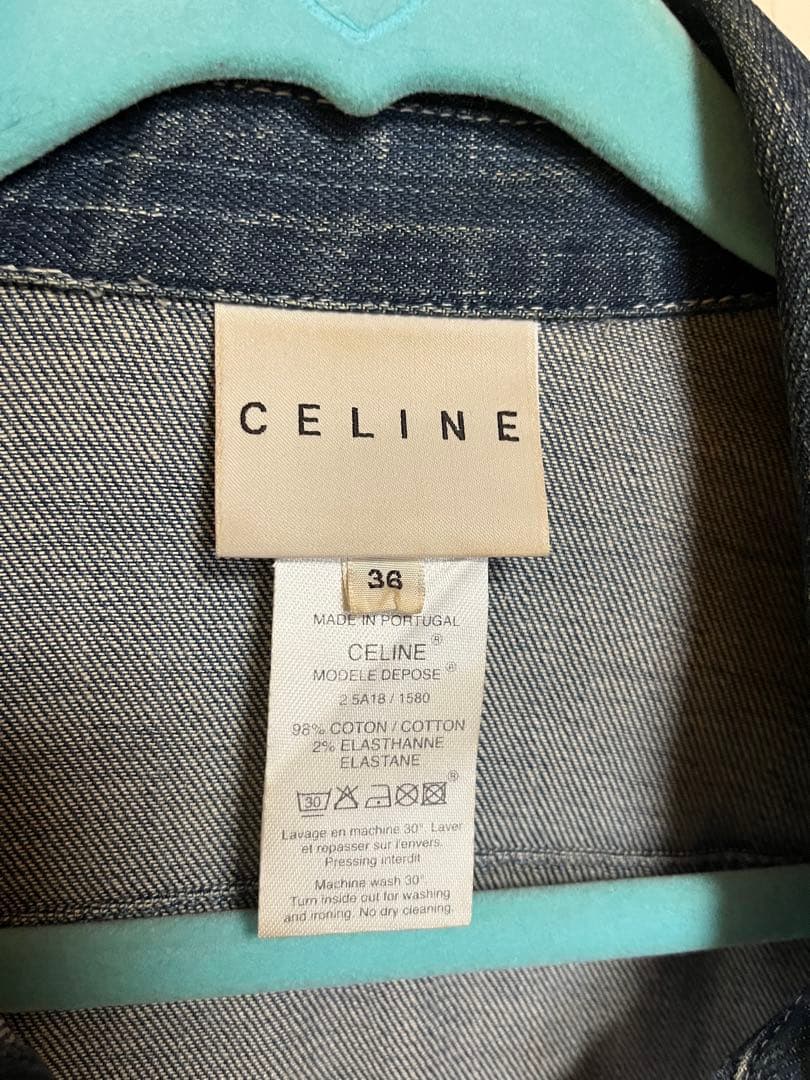 CELINE
36
MADE IN PORTUGAL
CELINE®
MODELE DEPOSE®
2 5A18 / 1580
98% COTON / COTTON
2% ELASTHANNE
ELASTANE
30 ®
Lavage en machine 30°. Laver
et repasser sur l'envers.
Pressing interdit
Machine wash 30°.
Turn inside out for washing
and ironing. No dry cleaning.